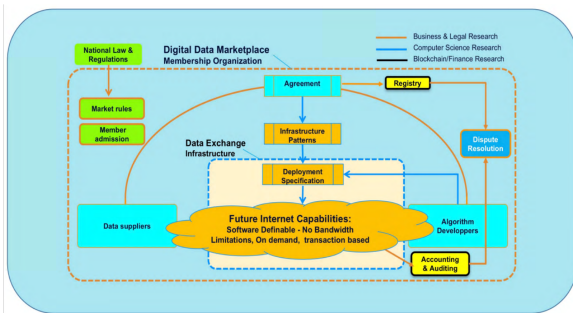 Business & Legal Research
Computer Science Research
Blockchain/Finance Research
National Law &
Regulations
Digital Data Marketplace
Membership Organization
Agreement
Registry
Market rules
Member
admission
Infrastructure
Patterns
Dispute
Resolution
Data Exchange
Infrastructure
Deployment
Specification
Data suppliers
Future Internet Capabilities:
Software Definable - No Bandwidth
Limitations, On demand, transaction based
Algorithm
Developpers
Accounting
& Auditing